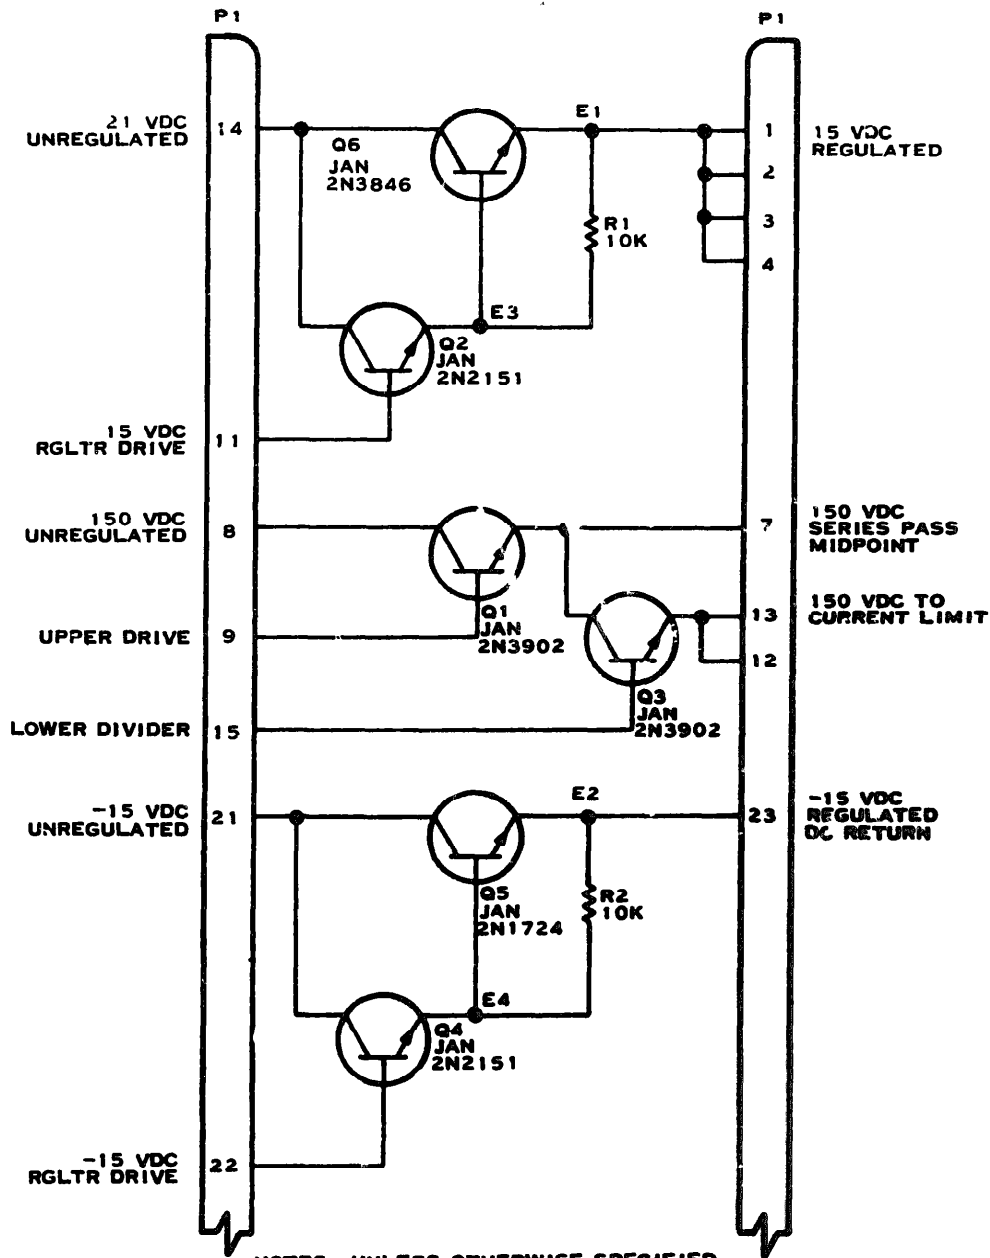 P1
P1
21 VDC
UNREGULATED
14
Q6
JAN
2N3846
E1
1
2
3
4
15 VDC
REGULATED
R1
10K
E3
Q2
JAN
2N2151
15 VDC
RGLTR DRIVE
11
150 VDC
UNREGULATED
8
7
150 VDC
SERIES PASS
MIDPOINT
Q1
JAN
2N3902
UPPER DRIVE
9
13
12
150 VDC TO
CURRENT LIMIT
Q3
JAN
2N3902
LOWER DIVIDER
15
-15 VDC
UNREGULATED
21
E2
23
-15 VDC
REGULATED
DC RETURN
Q5
JAN
2N1724
R2
10K
E4
Q4
JAN
2N2151
-15 VDC
RGLTR DRIVE
22
NOTES UNLESS OTHERWISE SPECIFIED